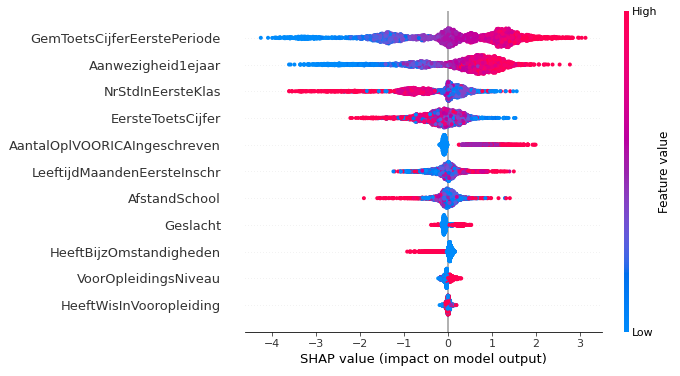 High
GemToetsCijferEerstePeriode
Aanwezigheid1ejaar
NrStdInEersteKlas
EersteToetsCijfer
AantalOplVOORICAIngeschreven
LeeftijdMaandenEersteInschr
AfstandSchool
Geslacht
HeeftBijzOmstandigheden
VoorOpleidingsNiveau
HeeftWisInVooropleiding
Feature value
Low
−4 −3 −2 −1 0 1 2 3
SHAP value (impact on model output)